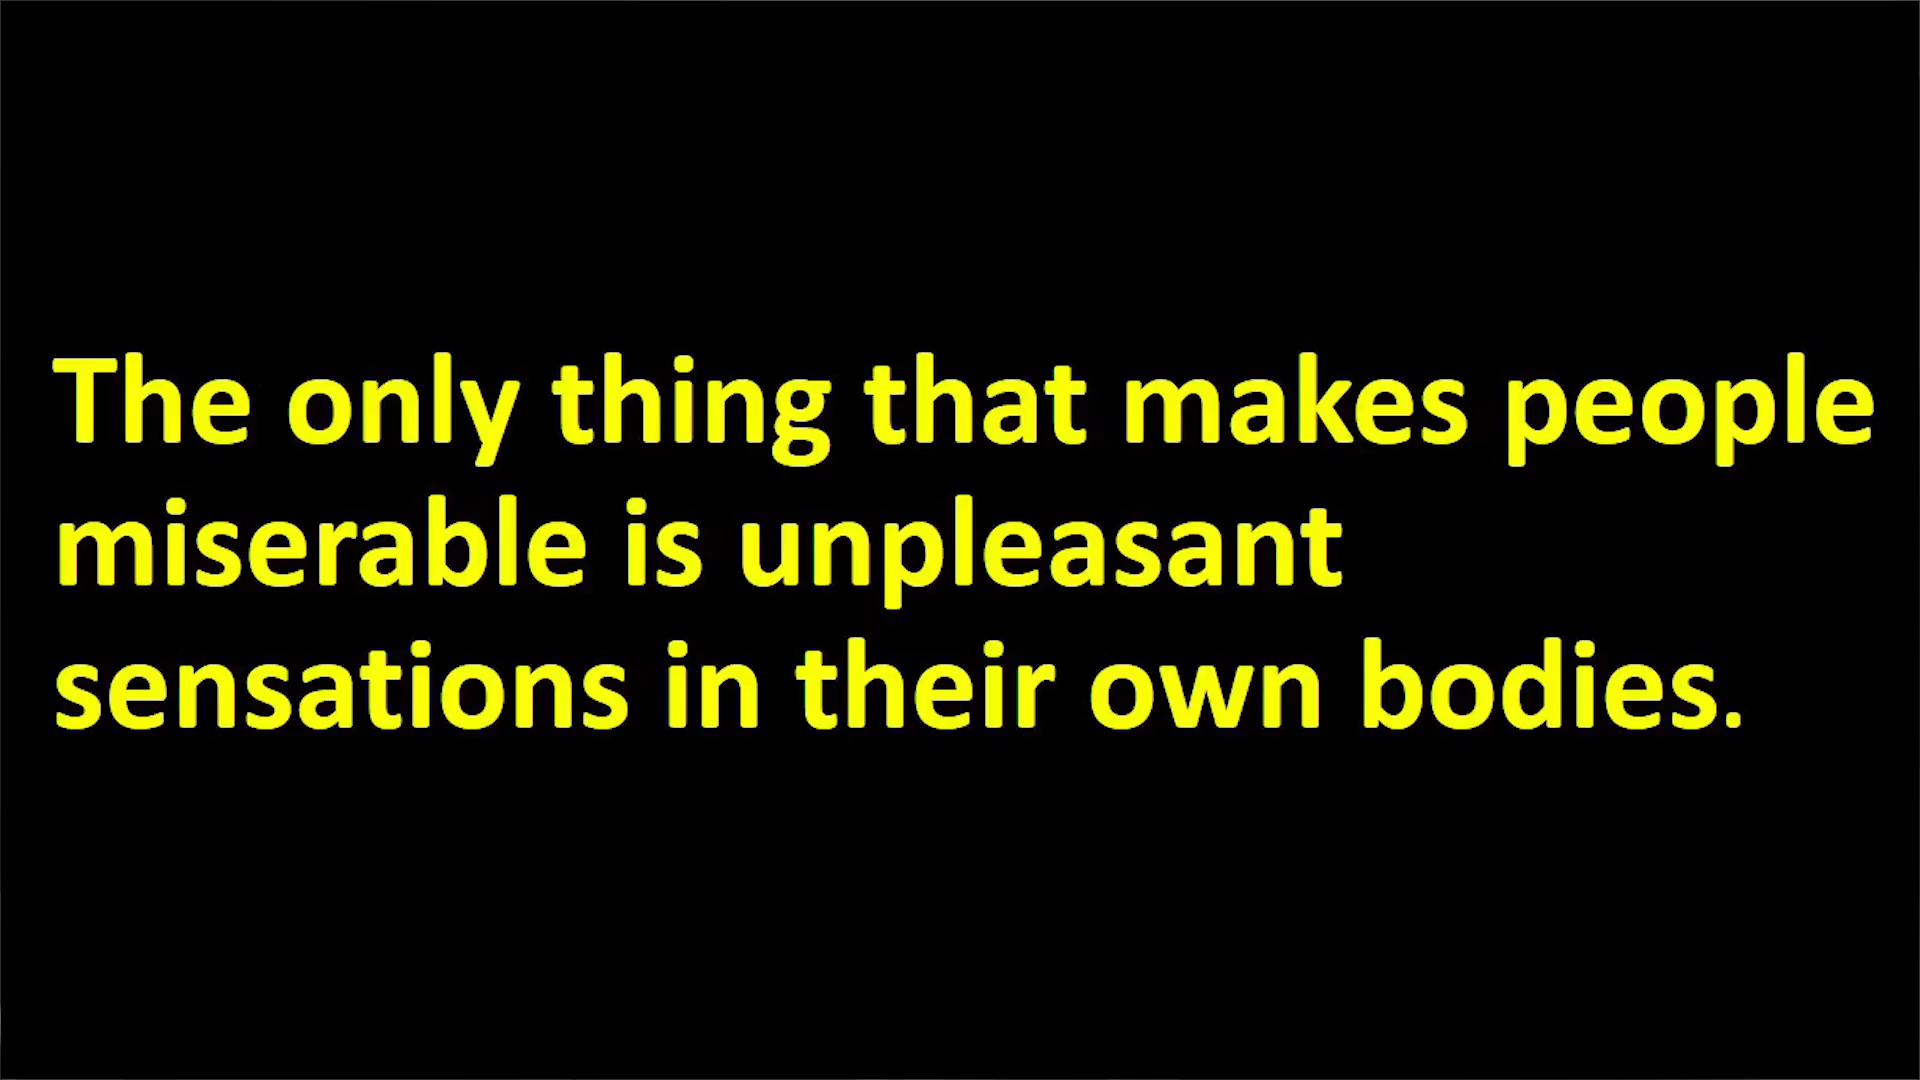 The only thing that makes people
miserable is unpleasant
sensations in their own bodies.